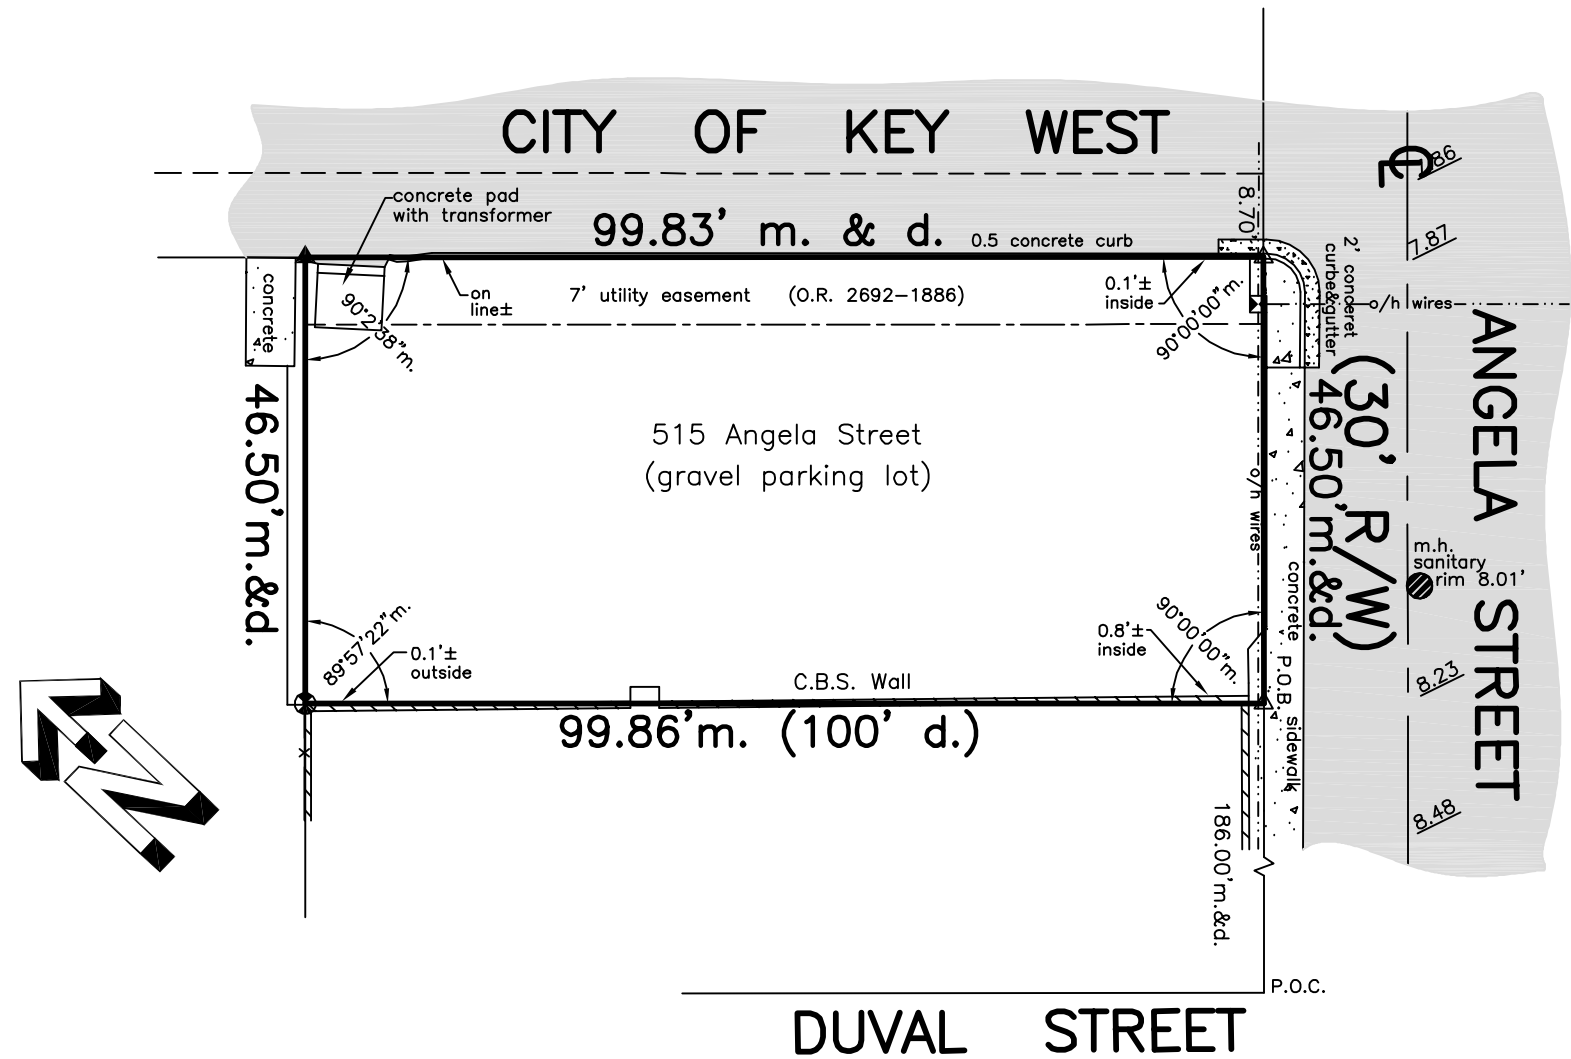 CITY OF KEY WEST
concrete pad
with transformer
99.83' m. & d.
0.5 concrete curb
8.70'
℄
7.87
2' conceret
curbe&gutter
concrete
on
line±
7' utility easement (O.R. 2692-1886)
0.1'±
inside
o/h wires
90°2'38"m.
90°00'00"m.
46.50'm.&d.
515 Angela Street
(gravel parking lot)
o/h wires
46.50'm.&d.
(30' R/W)
ANGELA STREET
m.h.
sanitary
rim 8.01'
concrete
P.O.B.
sidewalk
89°57'22"m.
0.1'±
outside
C.B.S. Wall
0.8'±
inside
90°00'00"m.
8.23
99.86'm. (100' d.)
8.48
N
186.00'm.&d.
P.O.C.
DUVAL STREET